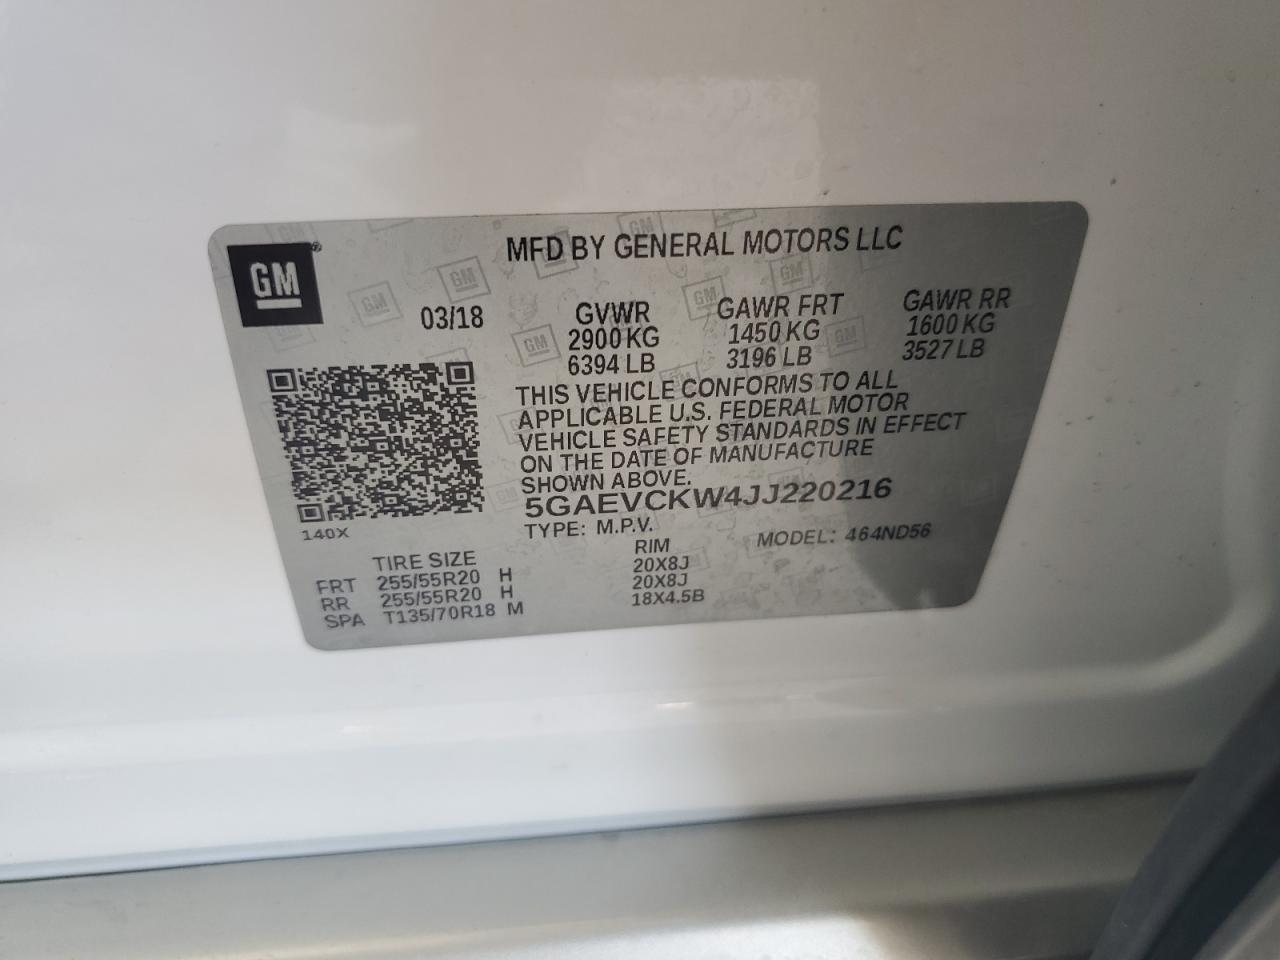 GM
MFD BY GENERAL MOTORS LLC
03/18
GVWR GAWR FRT GAWR RR
2900 KG 1450 KG 1600 KG
6394 LB 3196 LB 3527 LB
THIS VEHICLE CONFORMS TO ALL
APPLICABLE U.S. FEDERAL MOTOR
VEHICLE SAFETY STANDARDS IN EFFECT
ON THE DATE OF MANUFACTURE
SHOWN ABOVE.
5GAEVCKW4JJ220216
140X
TYPE: M.P.V. MODEL: 464ND56
TIRE SIZE RIM
FRT 255/55R20 H 20X8J
RR 255/55R20 H 20X8J
SPA T135/70R18 M 18X4.5B